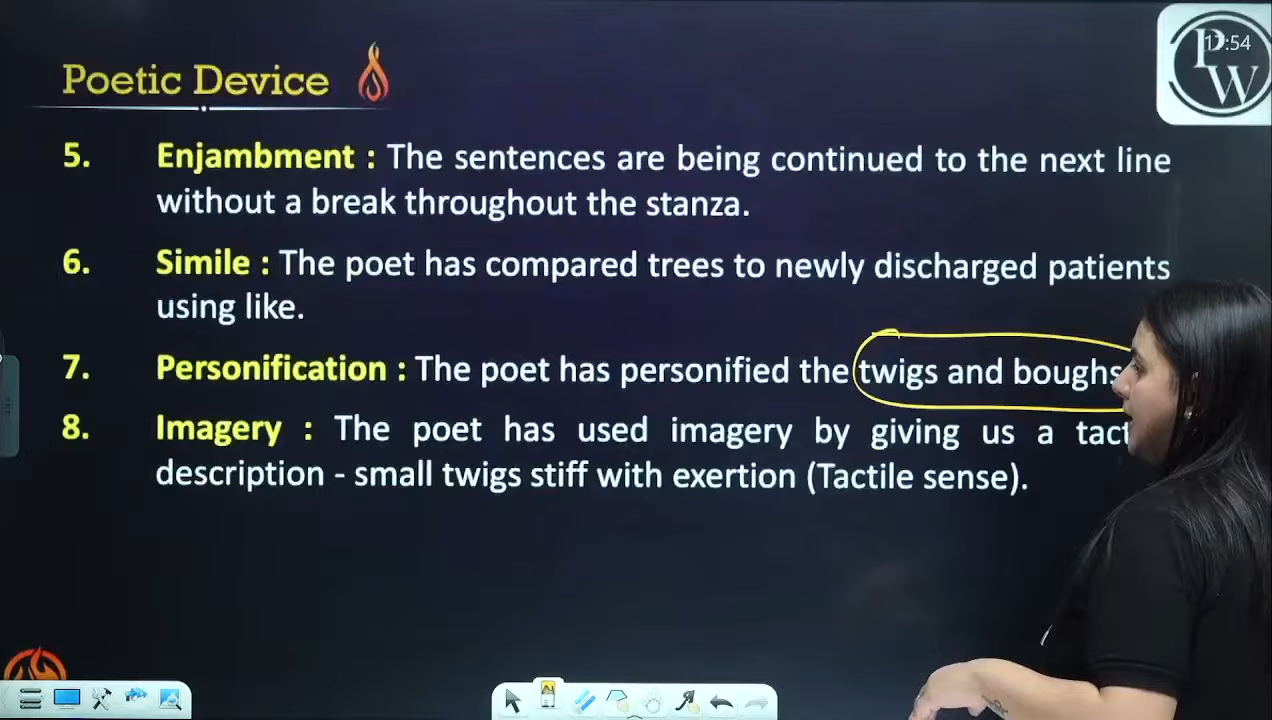 Poetic Device
5. Enjambment : The sentences are being continued to the next line
without a break throughout the stanza.
6. Simile : The poet has compared trees to newly discharged patients
using like.
7. Personification : The poet has personified the twigs and boughs
8. Imagery : The poet has used imagery by giving us a
description - small twigs stiff with exertion (Tactile sense).
PW
:54